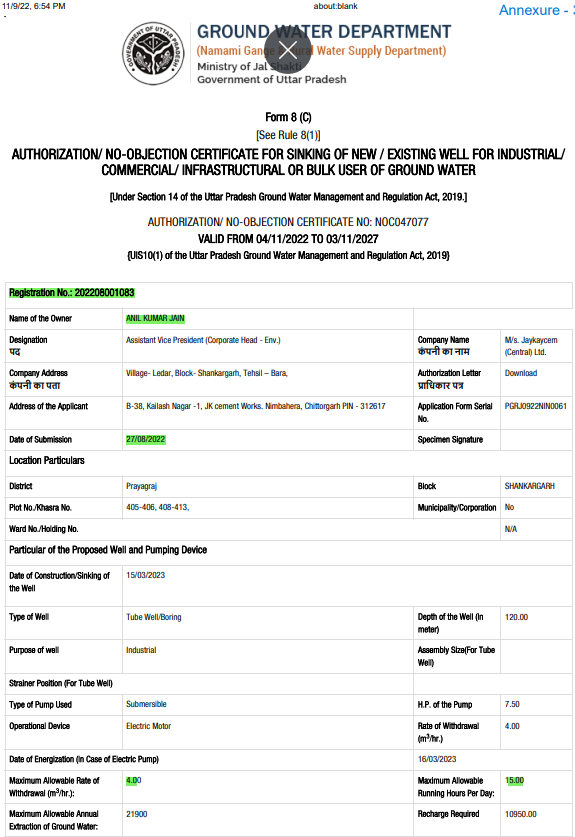 11/9/22, 6:54 PM about:blank Annexure -
GROUND WATER DEPARTMENT
(Namami Gange Water Supply Department)
Ministry of Jal Shakti
Government of Uttar Pradesh
GOVERNMENT OF UTTAR PRADESH
Form 8 (C)
[See Rule 8(1)]
AUTHORIZATION/ NO-OBJECTION CERTIFICATE FOR SINKING OF NEW / EXISTING WELL FOR INDUSTRIAL/
COMMERCIAL/ INFRASTRUCTURAL OR BULK USER OF GROUND WATER
[Under Section 14 of the Uttar Pradesh Ground Water Management and Regulation Act, 2019.]
AUTHORIZATION/ NO-OBJECTION CERTIFICATE NO: NOC047077
VALID FROM 04/11/2022 TO 03/11/2027
{UIS10(1) of the Uttar Pradesh Ground Water Management and Regulation Act, 2019}
Registration No.: 202208001083
Name of the Owner ANIL KUMAR JAIN
Designation Assistant Vice President (Corporate Head - Env.) Company Name M/s. Jaykaycem
पद कंपनी का नाम (Central) Ltd.
Company Address Village- Ledar, Block- Shankargarh, Tehsil – Bara, Authorization Letter Download
कंपनी का पता प्राधिकार पत्र
Address of the Applicant B-38, Kailash Nagar -1, JK cement Works. Nimbahera, Chittorgarh PIN - 312617 Application Form Serial PGRJ0922NIN0061
No.
Date of Submission 27/08/2022 Specimen Signature
Location Particulars
District Prayagraj Block SHANKARGARH
Plot No./Khasra No. 405-406, 408-413, Municipality/Corporation No
Ward No./Holding No. N/A
Particular of the Proposed Well and Pumping Device
Date of Construction/Sinking of 15/03/2023
the Well
Type of Well Tube Well/Boring Depth of the Well (In 120.00
meter)
Purpose of well Industrial Assembly Size(For Tube
Well)
Strainer Position (For Tube Well)
Type of Pump Used Submersible H.P. of the Pump 7.50
Operational Device Electric Motor Rate of Withdrawal 4.00
(m³/hr.)
Date of Energization (In Case of Electric Pump) 16/03/2023
Maximum Allowable Rate of 4.00 Maximum Allowable 15.00
Withdrawal (m³/hr.): Running Hours Per Day:
Maximum Allowable Annual 21900 Recharge Required 10950.00
Extraction of Ground Water: